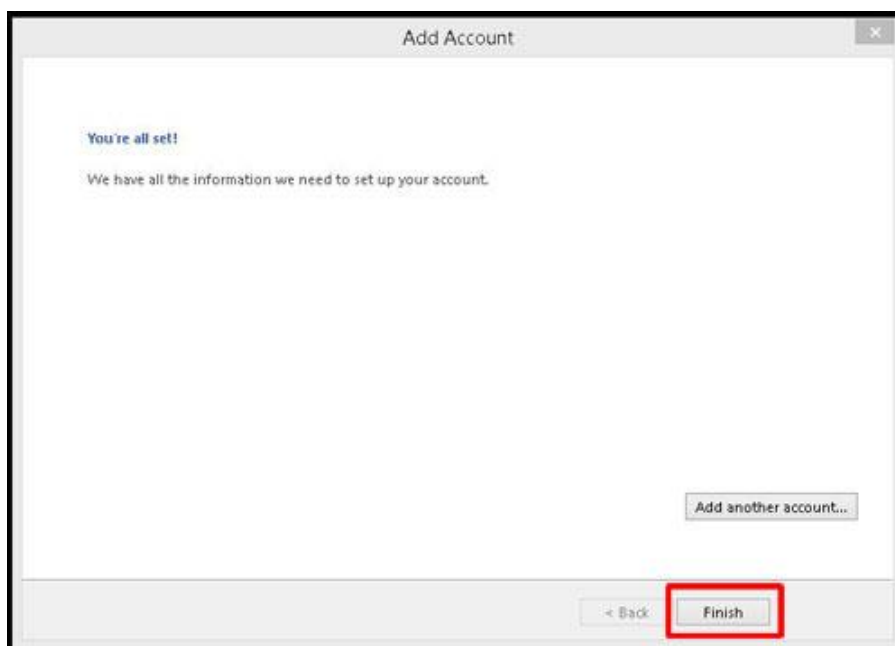 Add Account
You're all set!
We have all the information we need to set up your account.
Add another account...
< Back
Finish